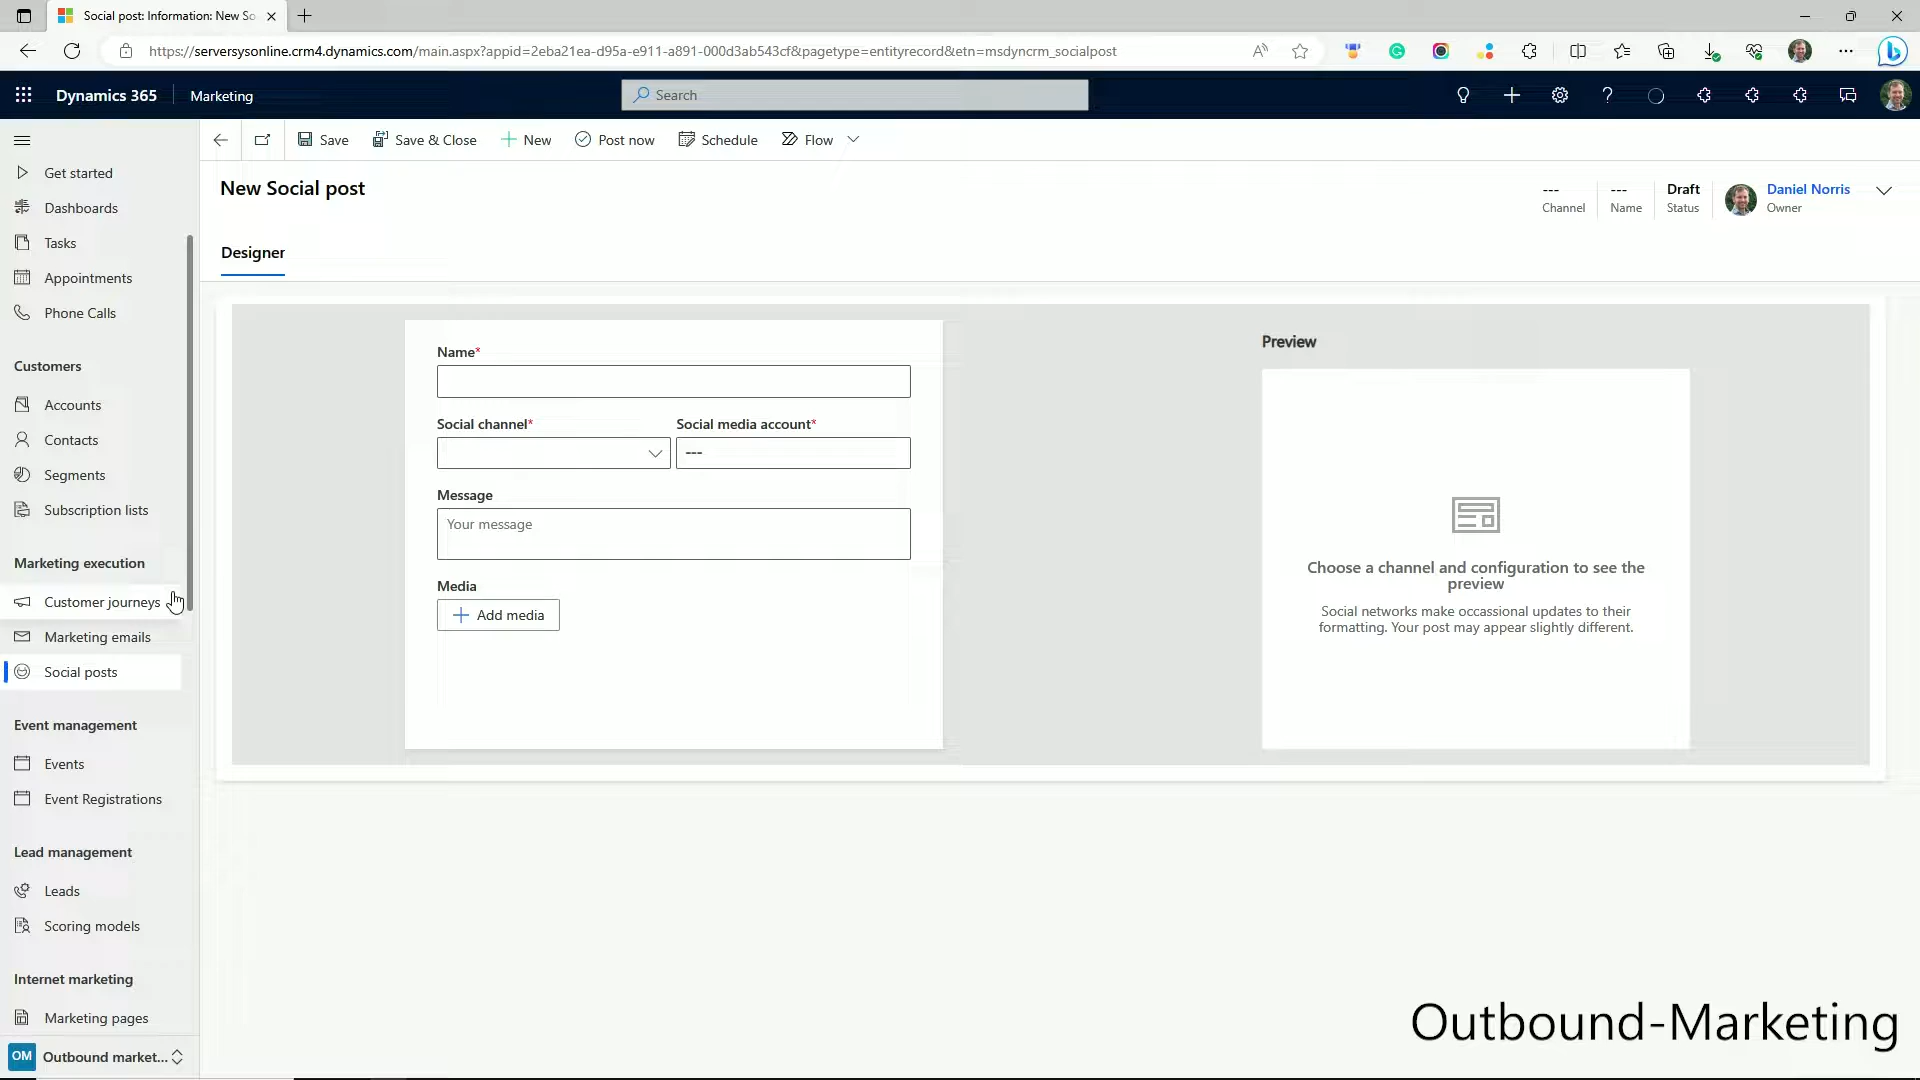 Social post: Information: New So
https://serversysonline.crm4.dynamics.com/main.aspx?appid=2eba21ea-d95a-e911-a891-000d3ab543cf&pagetype=entityrecord&etn=msdyncrm_socialpost
Dynamics 365
Marketing
Search
Save
Save & Close
New
Post now
Schedule
Flow
Get started
Dashboards
Tasks
Appointments
Phone Calls
Customers
Accounts
Contacts
Segments
Subscription lists
Marketing execution
Customer journeys
Marketing emails
Social posts
Event management
Events
Event Registrations
Lead management
Leads
Scoring models
Internet marketing
Marketing pages
OM Outbound market...
New Social post
---
Channel
---
Name
Draft
Status
Daniel Norris
Owner
Designer
Name*
Social channel*
Social media account*
---
Message
Your message
Media
Add media
Preview
Choose a channel and configuration to see the
preview
Social networks make occassional updates to their
formatting. Your post may appear slightly different.
Outbound-Marketing